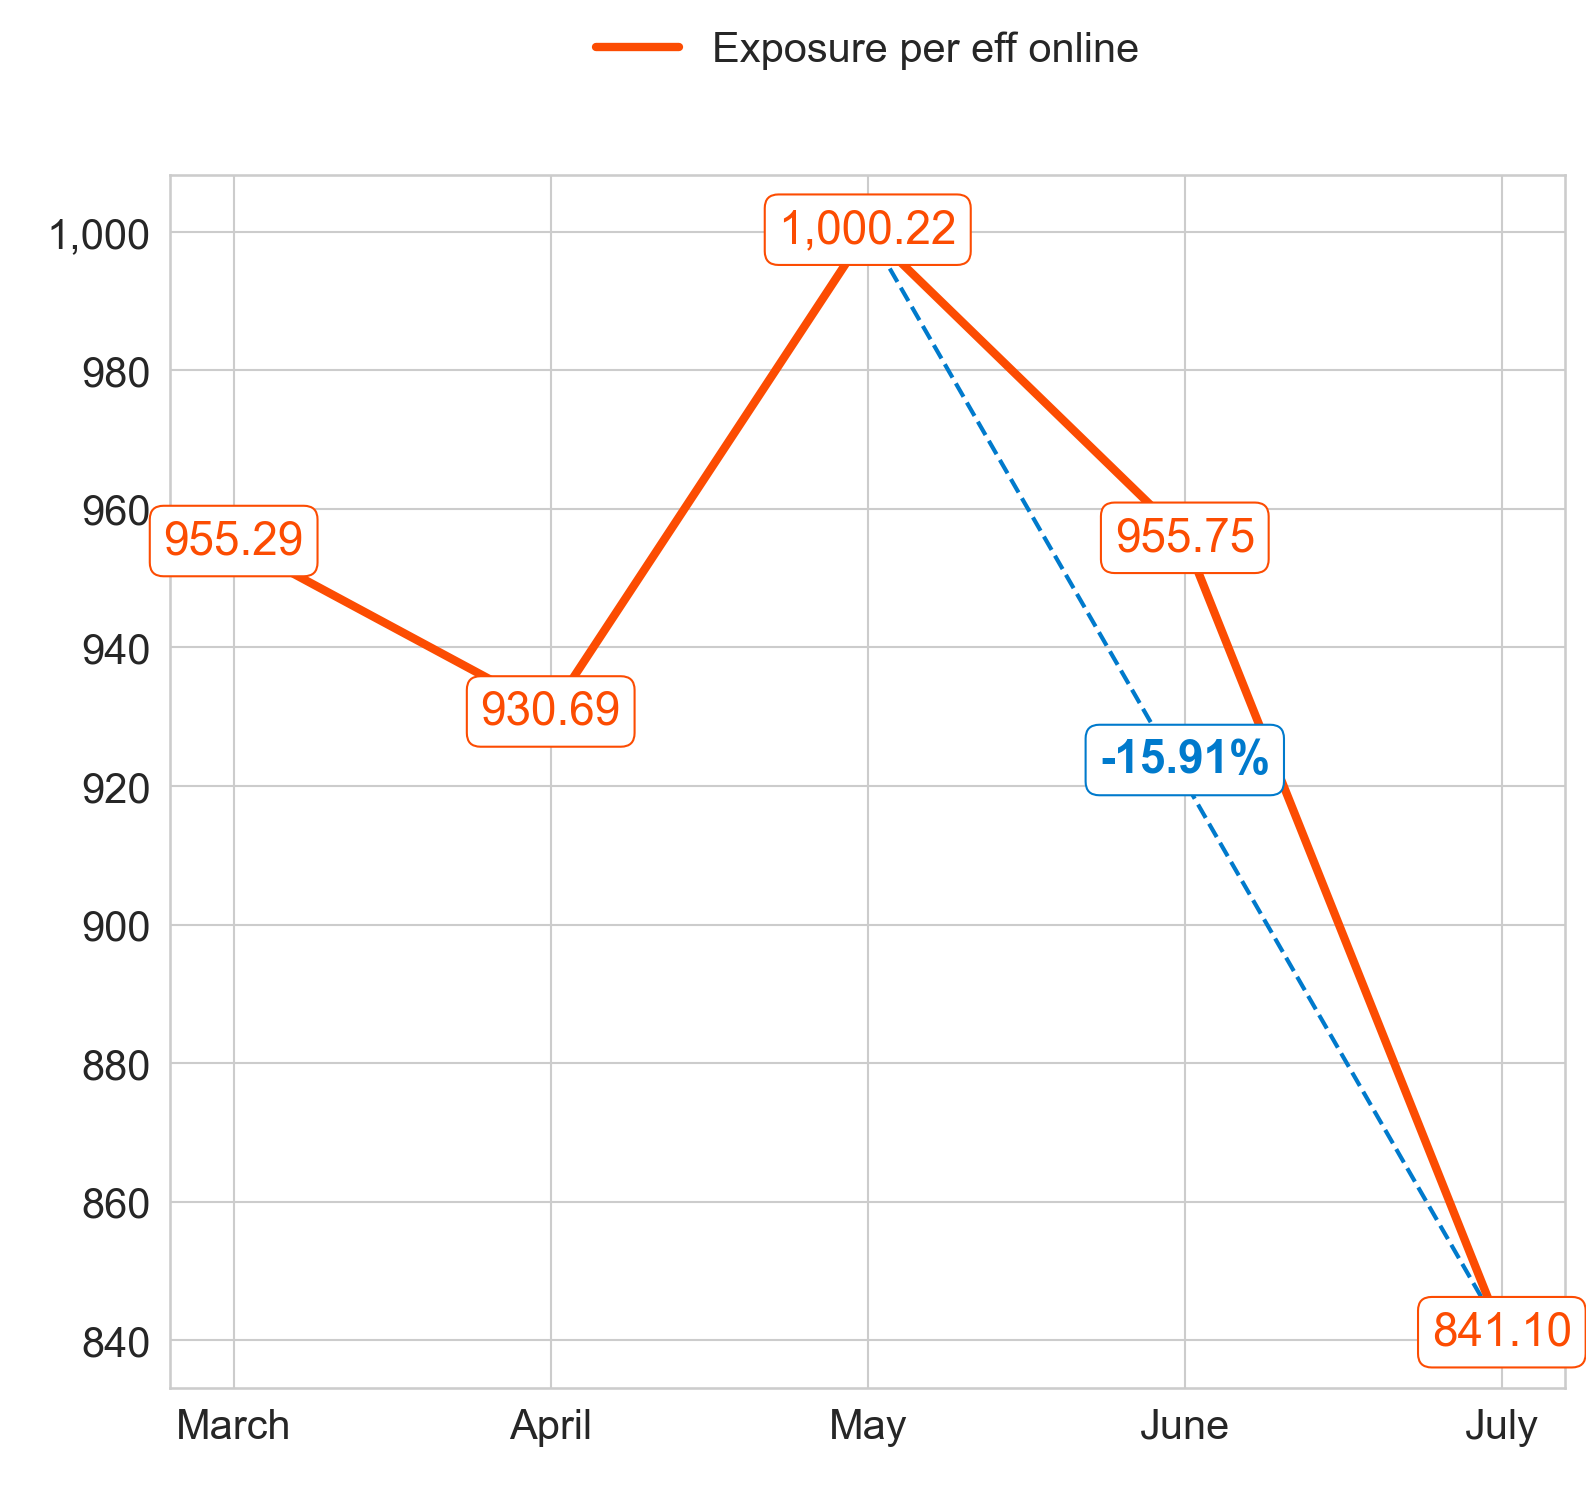 Exposure per eff online
1,000
980
960
940
920
900
880
860
840
955.29
930.69
1,000.22
955.75
-15.91%
841.10
March
April
May
June
July